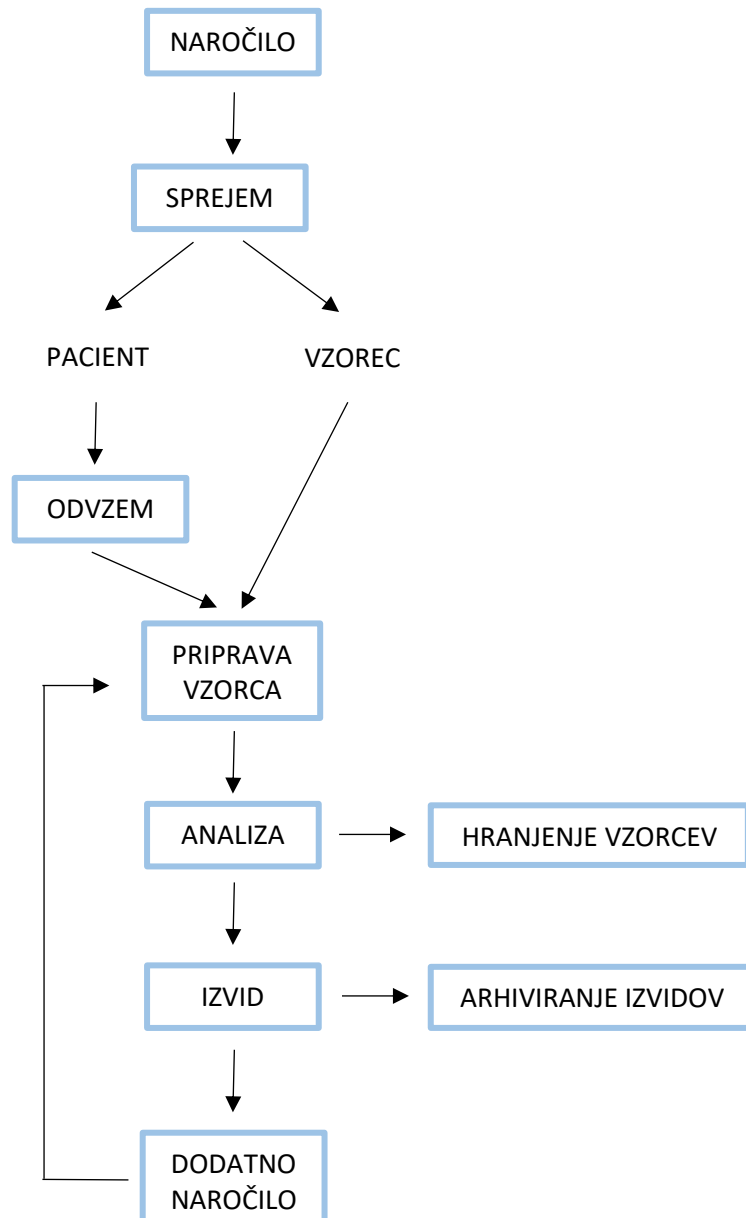 NAROČILO
SPREJEM
PACIENT
VZOREC
ODVZEM
PRIPRAVA
VZORCA
ANALIZA
HRANJENJE VZORCEV
IZVID
ARHIVIRANJE IZVIDOV
DODATNO
NAROČILO